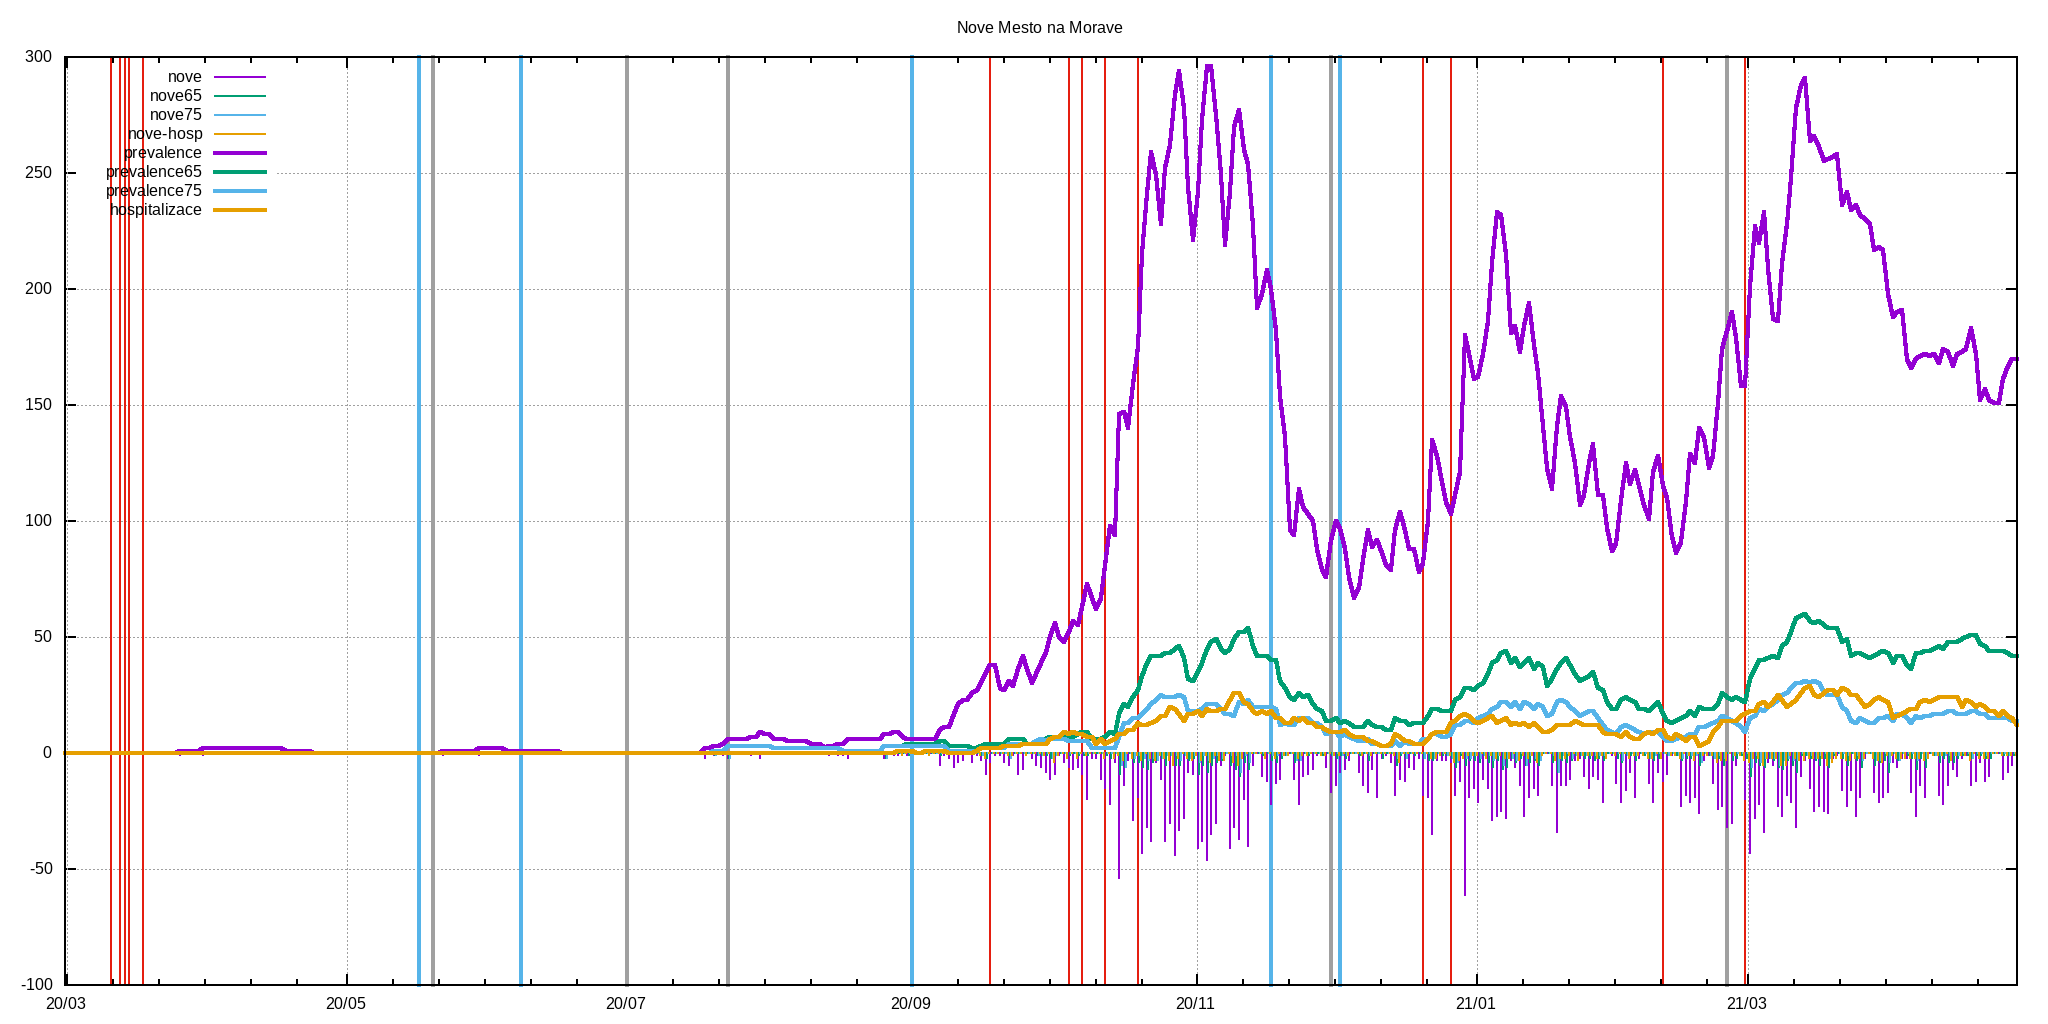 Nove Mesto na Morave
300
250
200
150
100
50
0
-50
-100
nove
nove65
nove75
nove-hosp
prevalence
prevalence65
prevalence75
hospitalizace
20/03 20/05 20/07 20/09 20/11 21/01 21/03